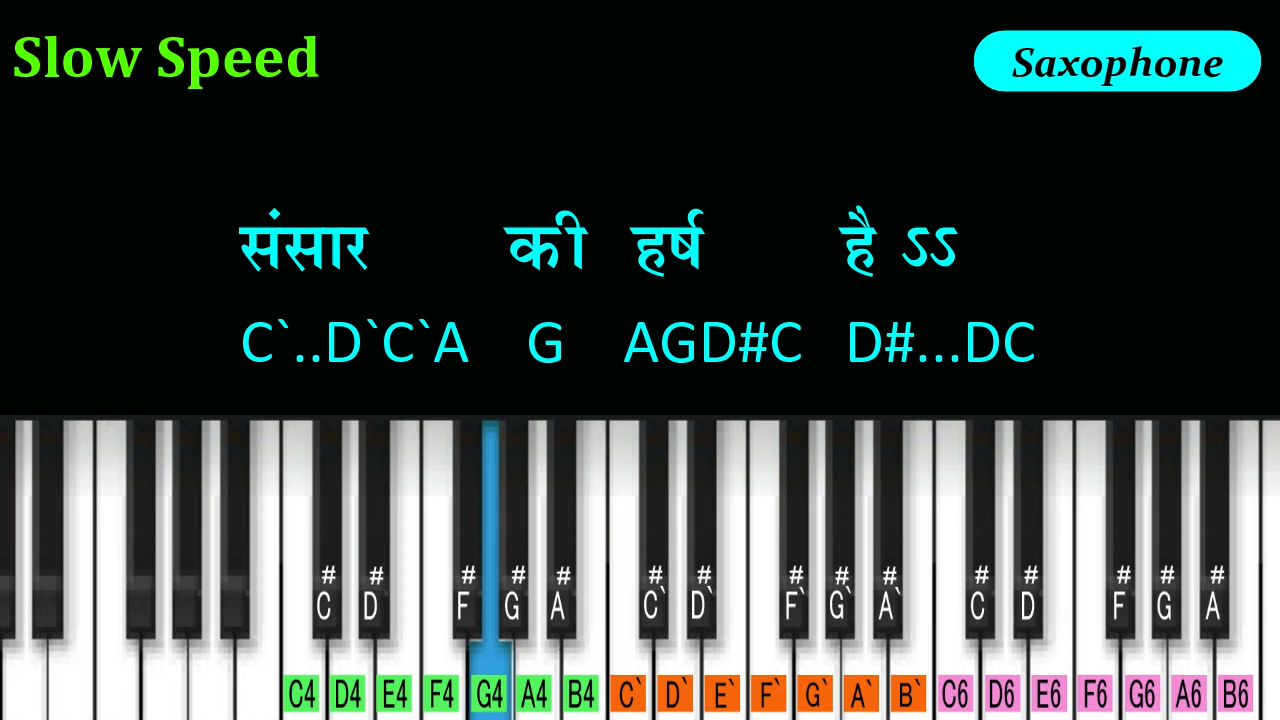 Slow Speed
Saxophone
संसार की हर्ष है ऽऽ
C`..D`C`A G AGD#C D#...DC
# # # # # # # # # # # # # # #
C D F G A C` D` F` G` A` C D F G A
C4 D4 E4 F4 G4 A4 B4 C` D` E` F` G` A` B` C6 D6 E6 F6 G6 A6 B6